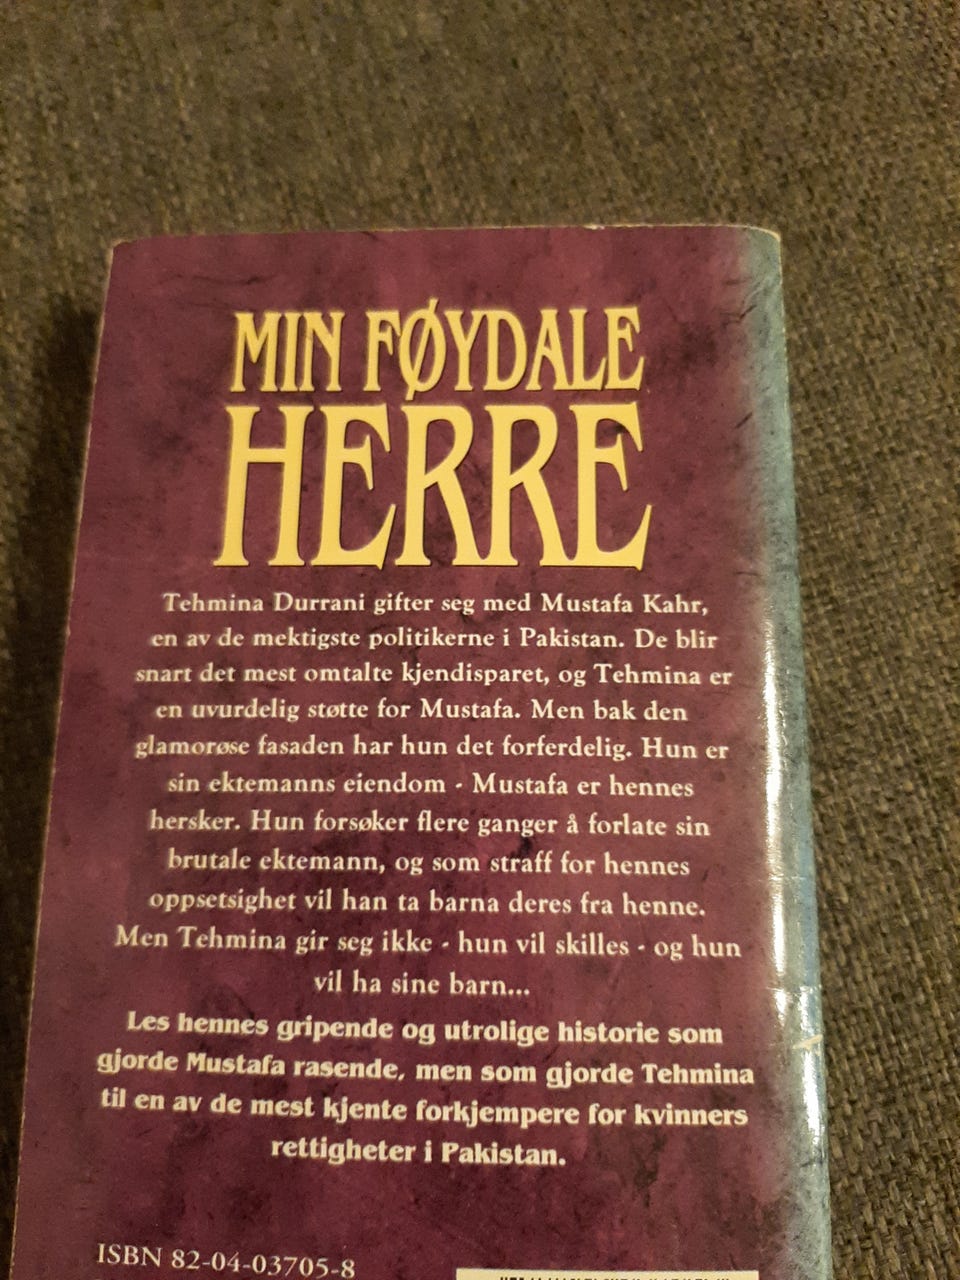 MIN FØYDALE
HERRE
Tehmina Durrani gifter seg med Mustafa Kahr,
en av de mektigste politikerne i Pakistan. De blir
snart det mest omtalte kjendisparet, og Tehmina er
en uvurdelig støtte for Mustafa. Men bak den
glamorøse fasaden har hun det forferdelig. Hun er
sin ektemanns eiendom - Mustafa er hennes
hersker. Hun forsøker flere ganger å forlate sin
brutale ektemann, og som straff for hennes
oppsetsighet vil han ta barna deres fra henne.
Men Tehmina gir seg ikke - hun vil skilles - og hun
vil ha sine barn...
Les hennes gripende og utrolige historie som
gjorde Mustafa rasende, men som gjorde Tehmina
til en av de mest kjente forkjempere for kvinners
rettigheter i Pakistan.
ISBN 82-04-03705-8